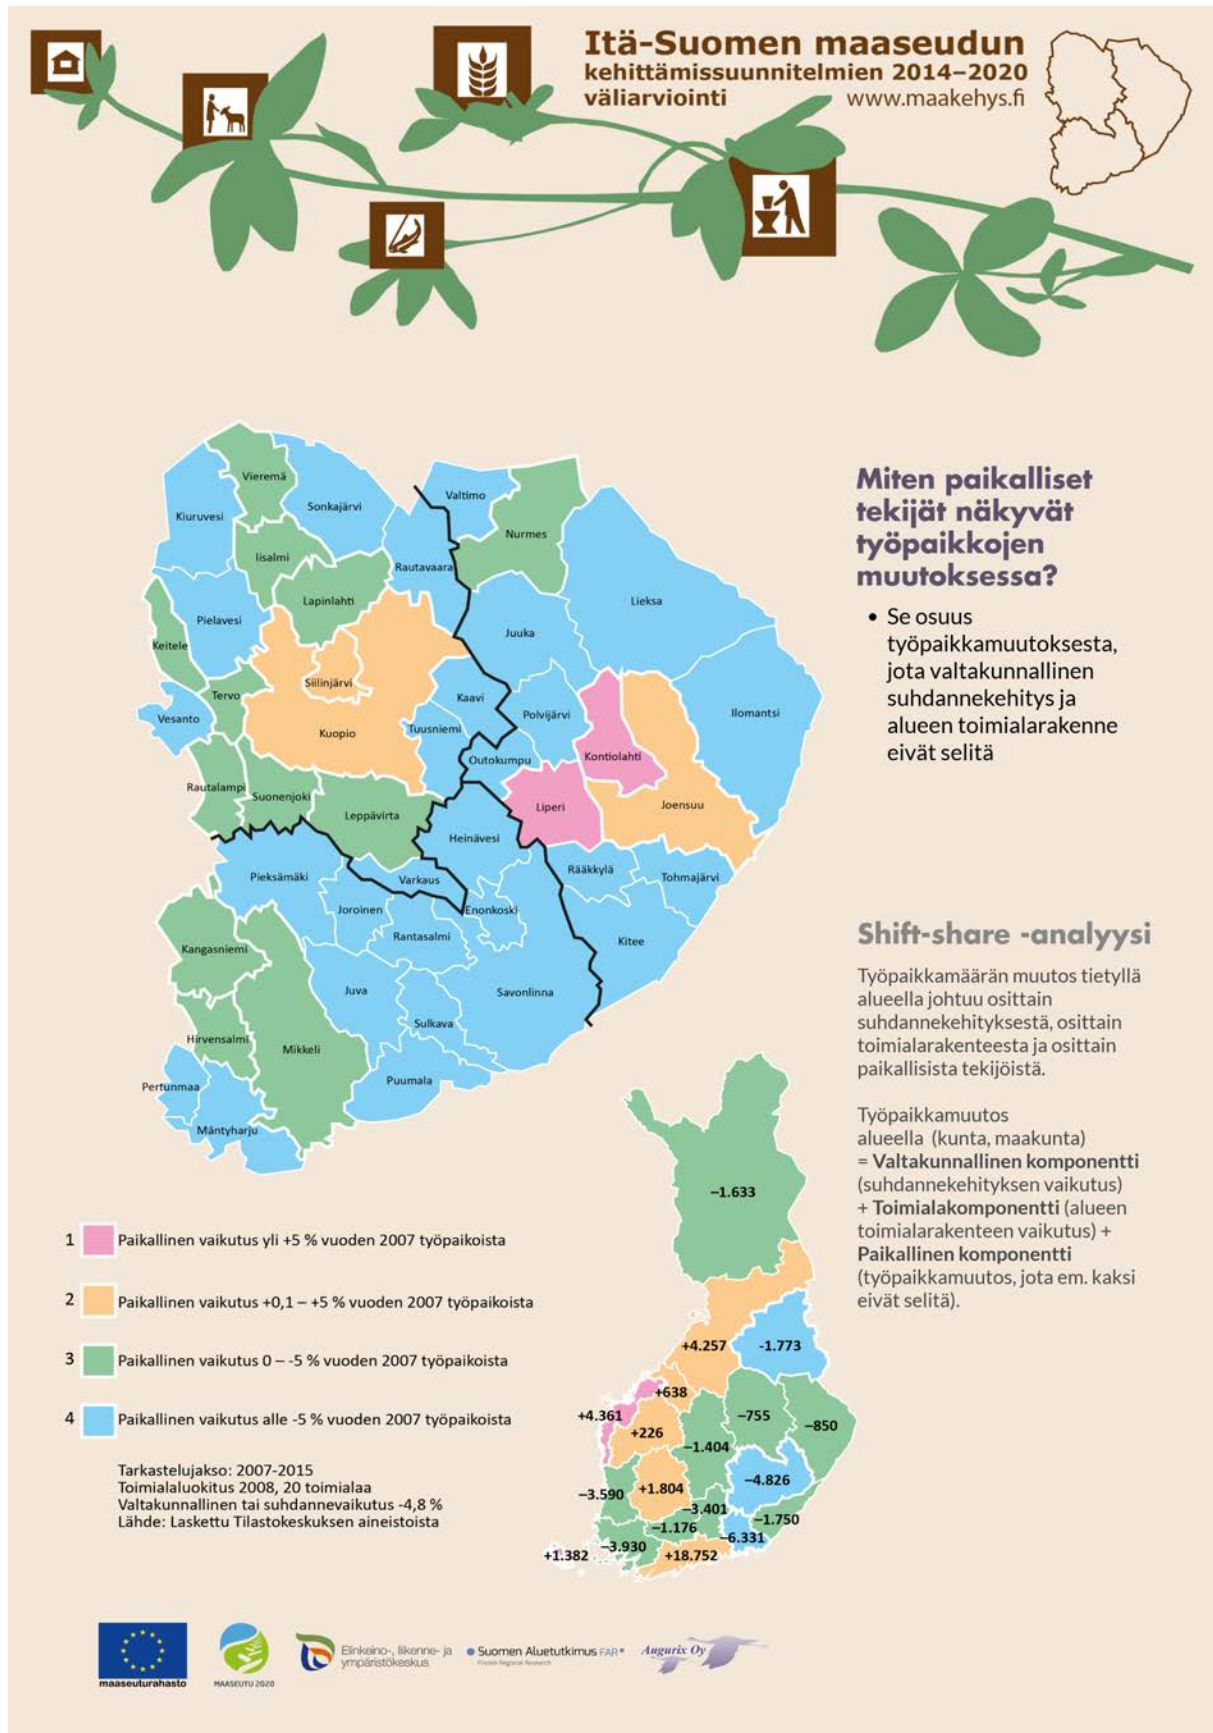 Itä-Suomen maaseudun
kehittämissuunnitelmien 2014–2020
väliarviointi
www.maakehys.fi
Vieremä
Kiuruvesi
Sonkajärvi
Valtimo
Nurmes
Iisalmi
Rautavaara
Lapinlahti
Lieksa
Pielavesi
Juuka
Keitele
Siilinjärvi
Tervo
Kaavi
Vesanto
Polvijärvi
Ilomantsi
Kuopio
Tuusniemi
Outokumpu
Kontiolahti
Rautalampi
Suonenjoki
Liperi
Joensuu
Leppävirta
Heinävesi
Pieksämäki
Varkaus
Rääkkylä
Tohmajärvi
Joroinen
Enonkoski
Rantasalmi
Kitee
Kangasniemi
Juva
Savonlinna
Sulkava
Hirvensalmi
Mikkeli
Pertunmaa
Puumala
Mäntyharju
Miten paikalliset
tekijät näkyvät
työpaikkojen
muutoksessa?
• Se osuus
työpaikkamuutoksesta,
jota valtakunnallinen
suhdannekehitys ja
alueen toimialarakenne
eivät selitä
Shift-share -analyysi
Työpaikkamäärän muutos tietyllä
alueella johtuu osittain
suhdannekehityksestä, osittain
toimialarakenteesta ja osittain
paikallisista tekijöistä.
Työpaikkamuutos
alueella (kunta, maakunta)
= Valtakunnallinen komponentti
(suhdannekehityksen vaikutus)
+ Toimialakomponentti (alueen
toimialarakenteen vaikutus) +
Paikallinen komponentti
(työpaikkamuutos, jota em. kaksi
eivät selitä).
1 Paikallinen vaikutus yli +5 % vuoden 2007 työpaikoista
2 Paikallinen vaikutus +0,1 – +5 % vuoden 2007 työpaikoista
3 Paikallinen vaikutus 0 – -5 % vuoden 2007 työpaikoista
4 Paikallinen vaikutus alle -5 % vuoden 2007 työpaikoista
Tarkastelujakso: 2007-2015
Toimialaluokitus 2008, 20 toimialaa
Valtakunnallinen tai suhdannevaikutus -4,8 %
Lähde: Laskettu Tilastokeskuksen aineistoista
–1.633
+4.257
-1.773
+638
+4.361
+226
–755
–850
–1.404
–4.826
–3.590
+1.804
–3.401
–1.750
–1.176
–6.331
–3.930
+1.382
+18.752
maaseuturahasto
MAASEUTU 2020
Elinkeino-, liikenne- ja
ympäristökeskus
Suomen Aluetutkimus FAR
Finnish Regional Research
Augurix Oy